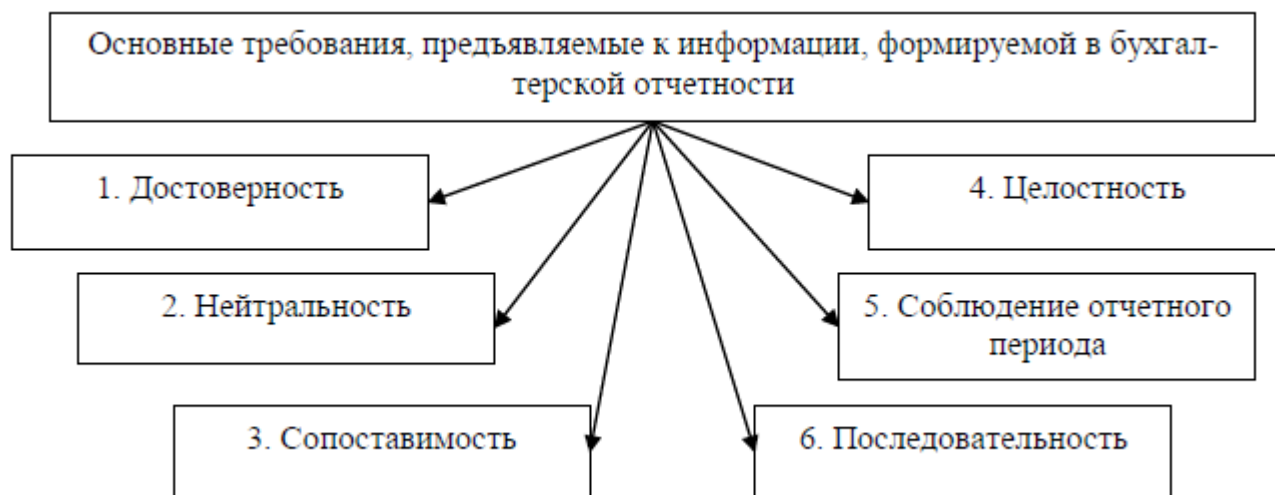 Основные требования, предъявляемые к информации, формируемой в бухгал-
терской отчетности
1. Достоверность
2. Нейтральность
3. Сопоставимость
4. Целостность
5. Соблюдение отчетного
периода
6. Последовательность